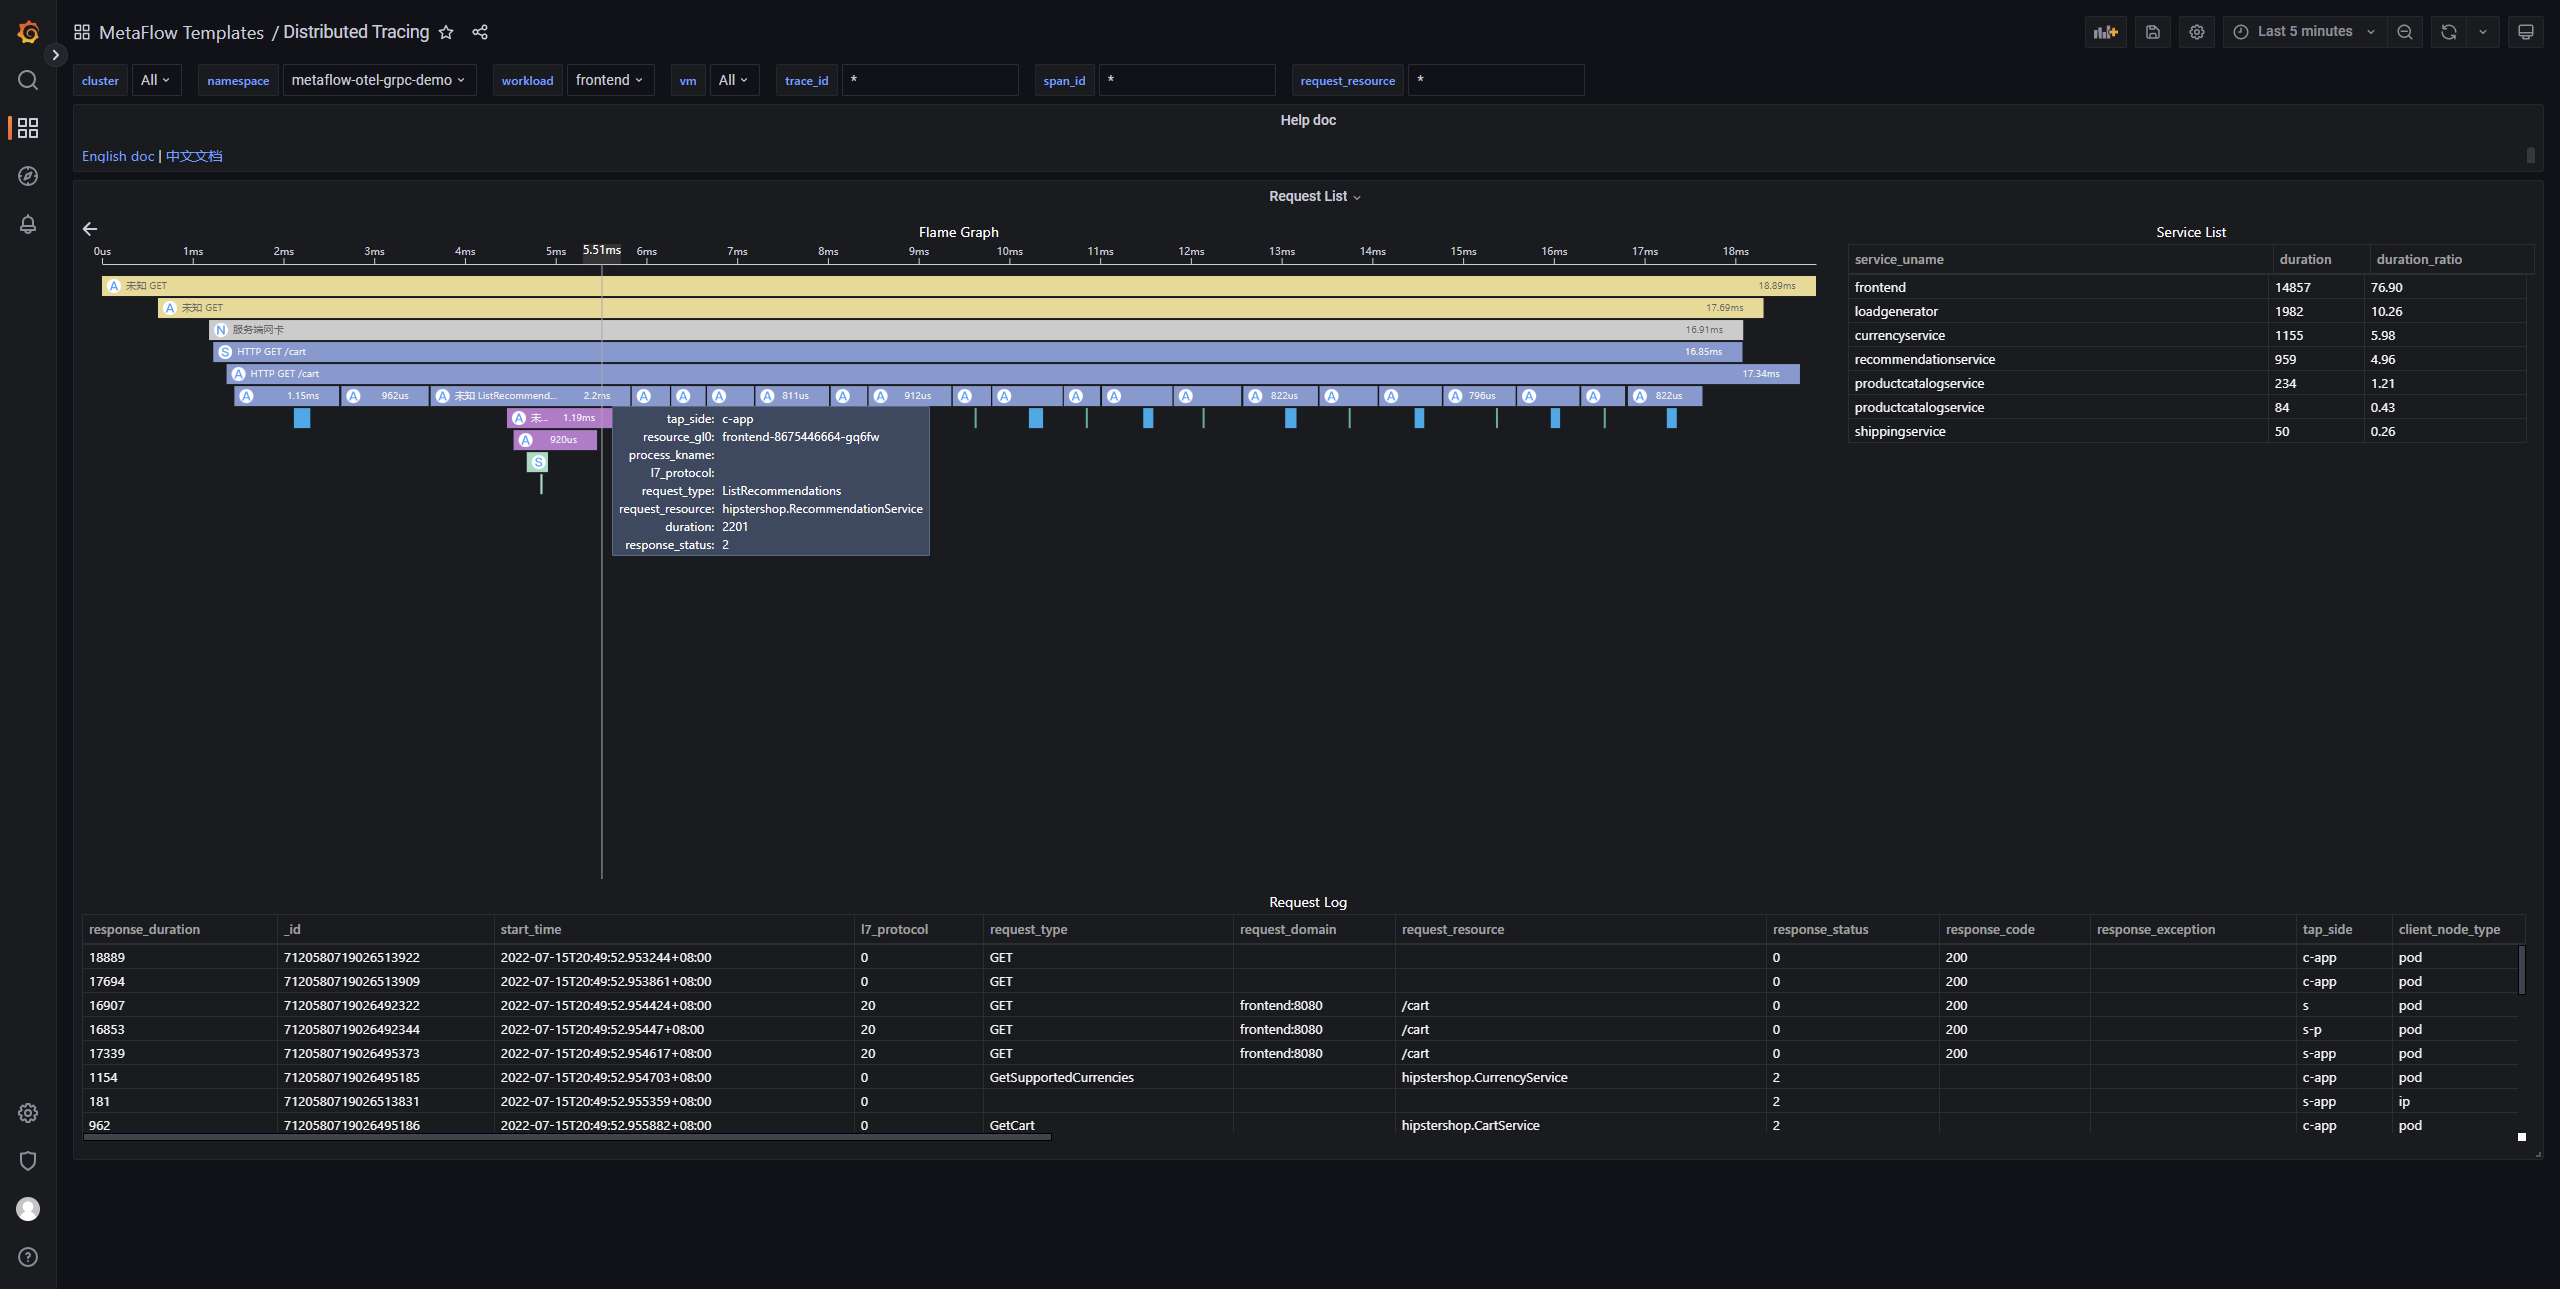 MetaFlow Templates / Distributed Tracing
Last 5 minutes
cluster All namespace metaflow-otel-grpc-demo workload frontend vm All trace_id * span_id * request_resource *
Help doc
English doc | 中文文档
Request List
Flame Graph
0us 1ms 2ms 3ms 4ms 5ms 5.51ms 6ms 7ms 8ms 9ms 10ms 11ms 12ms 13ms 14ms 15ms 16ms 17ms 18ms
A 未知 GET 18.89ms
A 未知 GET 17.69ms
N 服务端网卡 16.91ms
S HTTP GET /cart 16.85ms
A HTTP GET /cart 17.34ms
A 1.15ms A 962us A 未知 ListRecommend... 2.2ms A A A A 811us A A 912us A A A A A A 822us A A A 796us A A A 822us
A 未... 1.19ms
A 920us
S
tap_side: c-app
resource_gl0: frontend-8675446664-gq6fw
process_kname:
l7_protocol:
request_type: ListRecommendations
request_resource: hipstershop.RecommendationService
duration: 2201
response_status: 2
Service List
service_uname duration duration_ratio
frontend 14857 76.90
loadgenerator 1982 10.26
currencyservice 1155 5.98
recommendationservice 959 4.96
productcatalogservice 234 1.21
productcatalogservice 84 0.43
shippingservice 50 0.26
Request Log
response_duration _id start_time l7_protocol request_type request_domain request_resource response_status response_code response_exception tap_side client_node_type
18889 7120580719026513922 2022-07-15T20:49:52.953244+08:00 0 GET 0 200 c-app pod
17694 7120580719026513909 2022-07-15T20:49:52.953861+08:00 0 GET 0 200 c-app pod
16907 7120580719026492322 2022-07-15T20:49:52.954424+08:00 20 GET frontend:8080 /cart 0 200 s pod
16853 7120580719026492344 2022-07-15T20:49:52.95447+08:00 20 GET frontend:8080 /cart 0 200 s-p pod
17339 7120580719026495373 2022-07-15T20:49:52.954617+08:00 20 GET frontend:8080 /cart 0 200 s-app pod
1154 7120580719026495185 2022-07-15T20:49:52.954703+08:00 0 GetSupportedCurrencies hipstershop.CurrencyService 2 c-app pod
181 7120580719026513831 2022-07-15T20:49:52.955359+08:00 0 2 s-app ip
962 7120580719026495186 2022-07-15T20:49:52.955882+08:00 0 GetCart hipstershop.CartService 2 c-app pod